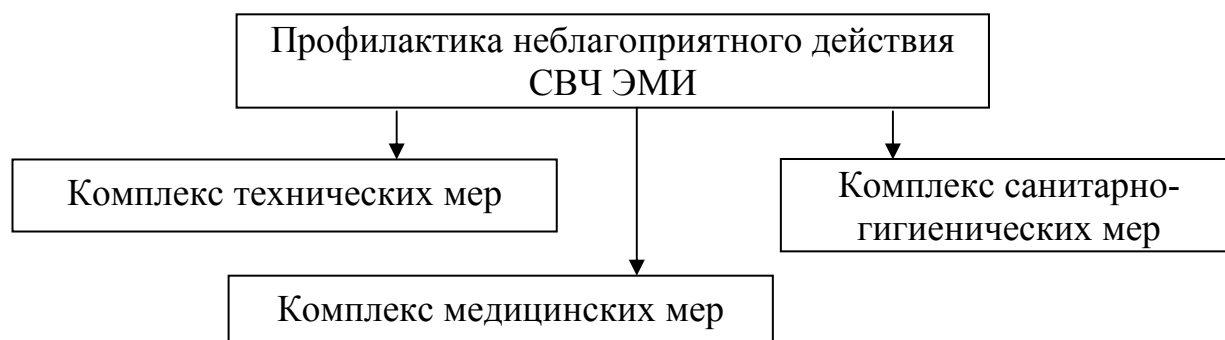 Профилактика неблагоприятного действия
СВЧ ЭМИ
Комплекс технических мер
Комплекс санитарно-
гигиенических мер
Комплекс медицинских мер